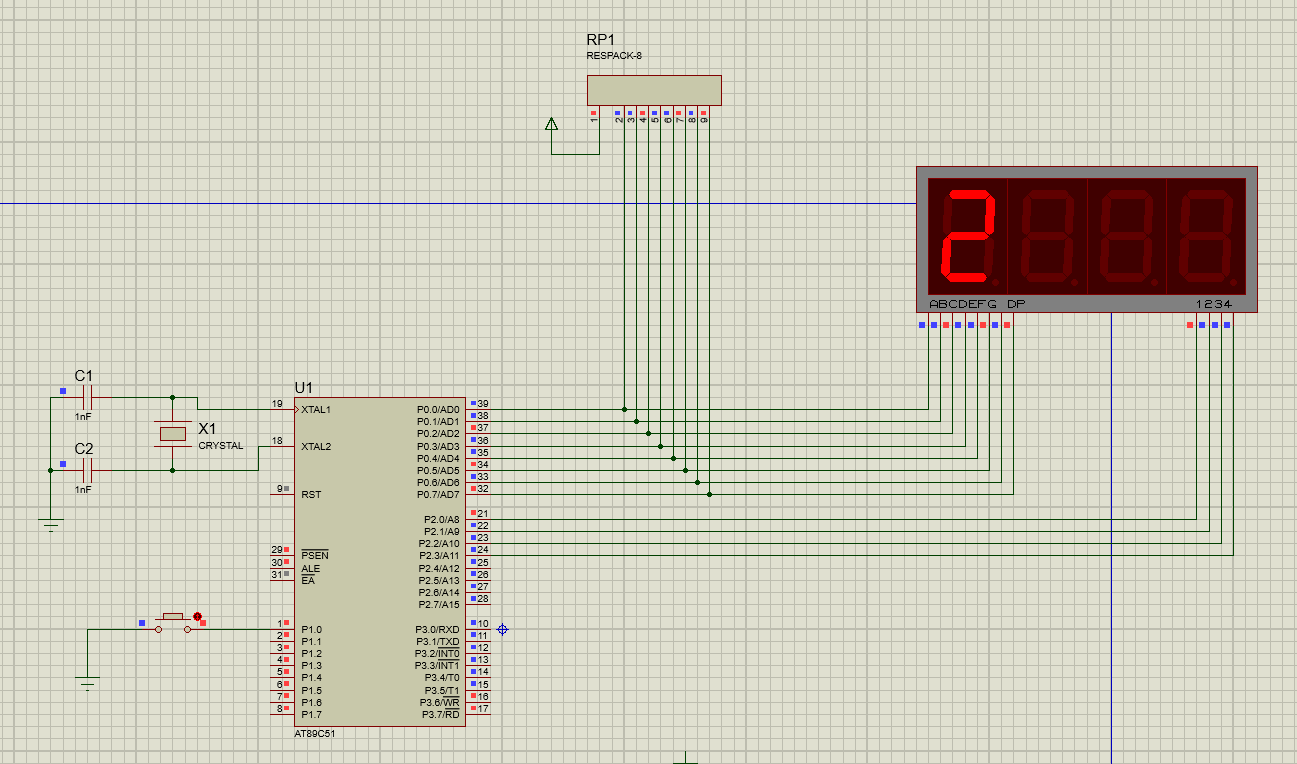 RP1
RESPACK-8
1
2
3
4
5
6
7
8
9
ABCDEFG DP
1234
C1
1nF
X1
CRYSTAL
C2
1nF
U1
19
XTAL1
18
XTAL2
9
RST
29
PSEN
30
ALE
31
EA
1
P1.0
2
P1.1
3
P1.2
4
P1.3
5
P1.4
6
P1.5
7
P1.6
8
P1.7
P0.0/AD0
39
P0.1/AD1
38
P0.2/AD2
37
P0.3/AD3
36
P0.4/AD4
35
P0.5/AD5
34
P0.6/AD6
33
P0.7/AD7
32
P2.0/A8
21
P2.1/A9
22
P2.2/A10
23
P2.3/A11
24
P2.4/A12
25
P2.5/A13
26
P2.6/A14
27
P2.7/A15
28
P3.0/RXD
10
P3.1/TXD
11
P3.2/INT0
12
P3.3/INT1
13
P3.4/T0
14
P3.5/T1
15
P3.6/WR
16
P3.7/RD
17
AT89C51
2